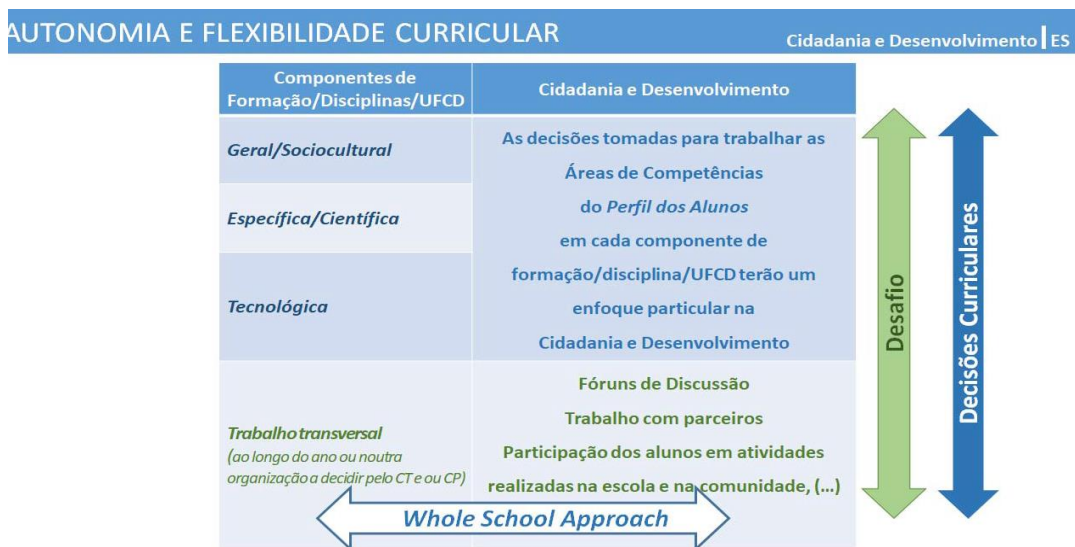 AUTONOMIA E FLEXIBILIDADE CURRICULAR
Cidadania e Desenvolvimento | ES
Componentes de
Formação/Disciplinas/UFCD
Cidadania e Desenvolvimento
Geral/Sociocultural
Específica/Científica
Tecnológica
As decisões tomadas para trabalhar as
Áreas de Competências
do Perfil dos Alunos
em cada componente de
formação/disciplina/UFCD terão um
enfoque particular na
Cidadania e Desenvolvimento
Trabalho transversal
(ao longo do ano ou noutra
organização a decidir pelo CT e ou CP)
Fóruns de Discussão
Trabalho com parceiros
Participação dos alunos em atividades
realizadas na escola e na comunidade, (...)
Whole School Approach
Desafio
Decisões Curriculares